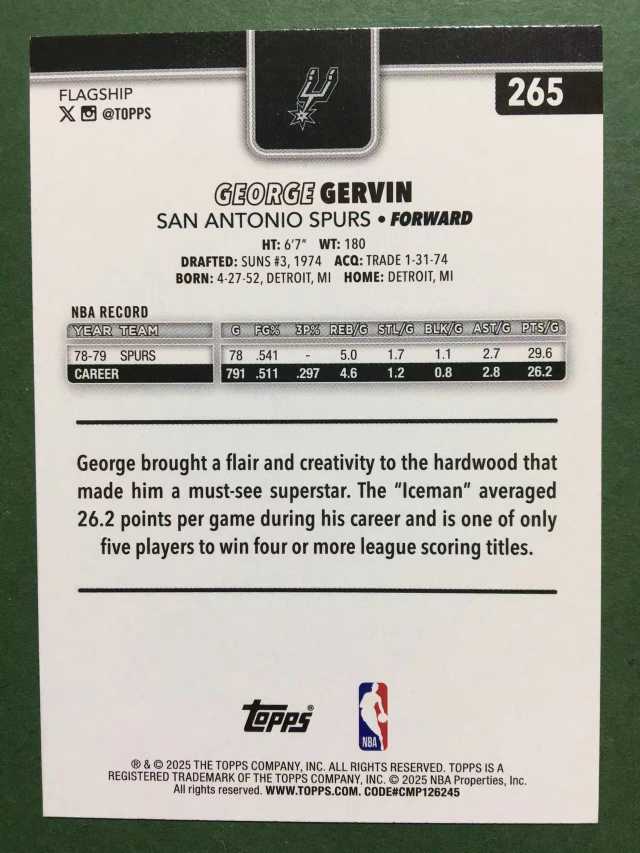 FLAGSHIP
X @TOPPS
265
GEORGE GERVIN
SAN ANTONIO SPURS • FORWARD
HT: 6'7" WT: 180
DRAFTED: SUNS #3, 1974 ACQ: TRADE 1-31-74
BORN: 4-27-52, DETROIT, MI HOME: DETROIT, MI
NBA RECORD
YEAR TEAM G FG% 3P% REB/G STL/G BLK/G AST/G PTS/G
78-79 SPURS 78 .541 - 5.0 1.7 1.1 2.7 29.6
CAREER 791 .511 .297 4.6 1.2 0.8 2.8 26.2
George brought a flair and creativity to the hardwood that
made him a must-see superstar. The "Iceman" averaged
26.2 points per game during his career and is one of only
five players to win four or more league scoring titles.
Topps®
NBA
® & © 2025 THE TOPPS COMPANY, INC. ALL RIGHTS RESERVED. TOPPS IS A
REGISTERED TRADEMARK OF THE TOPPS COMPANY, INC. © 2025 NBA Properties, Inc.
All rights reserved. WWW.TOPPS.COM. CODE#CMP126245